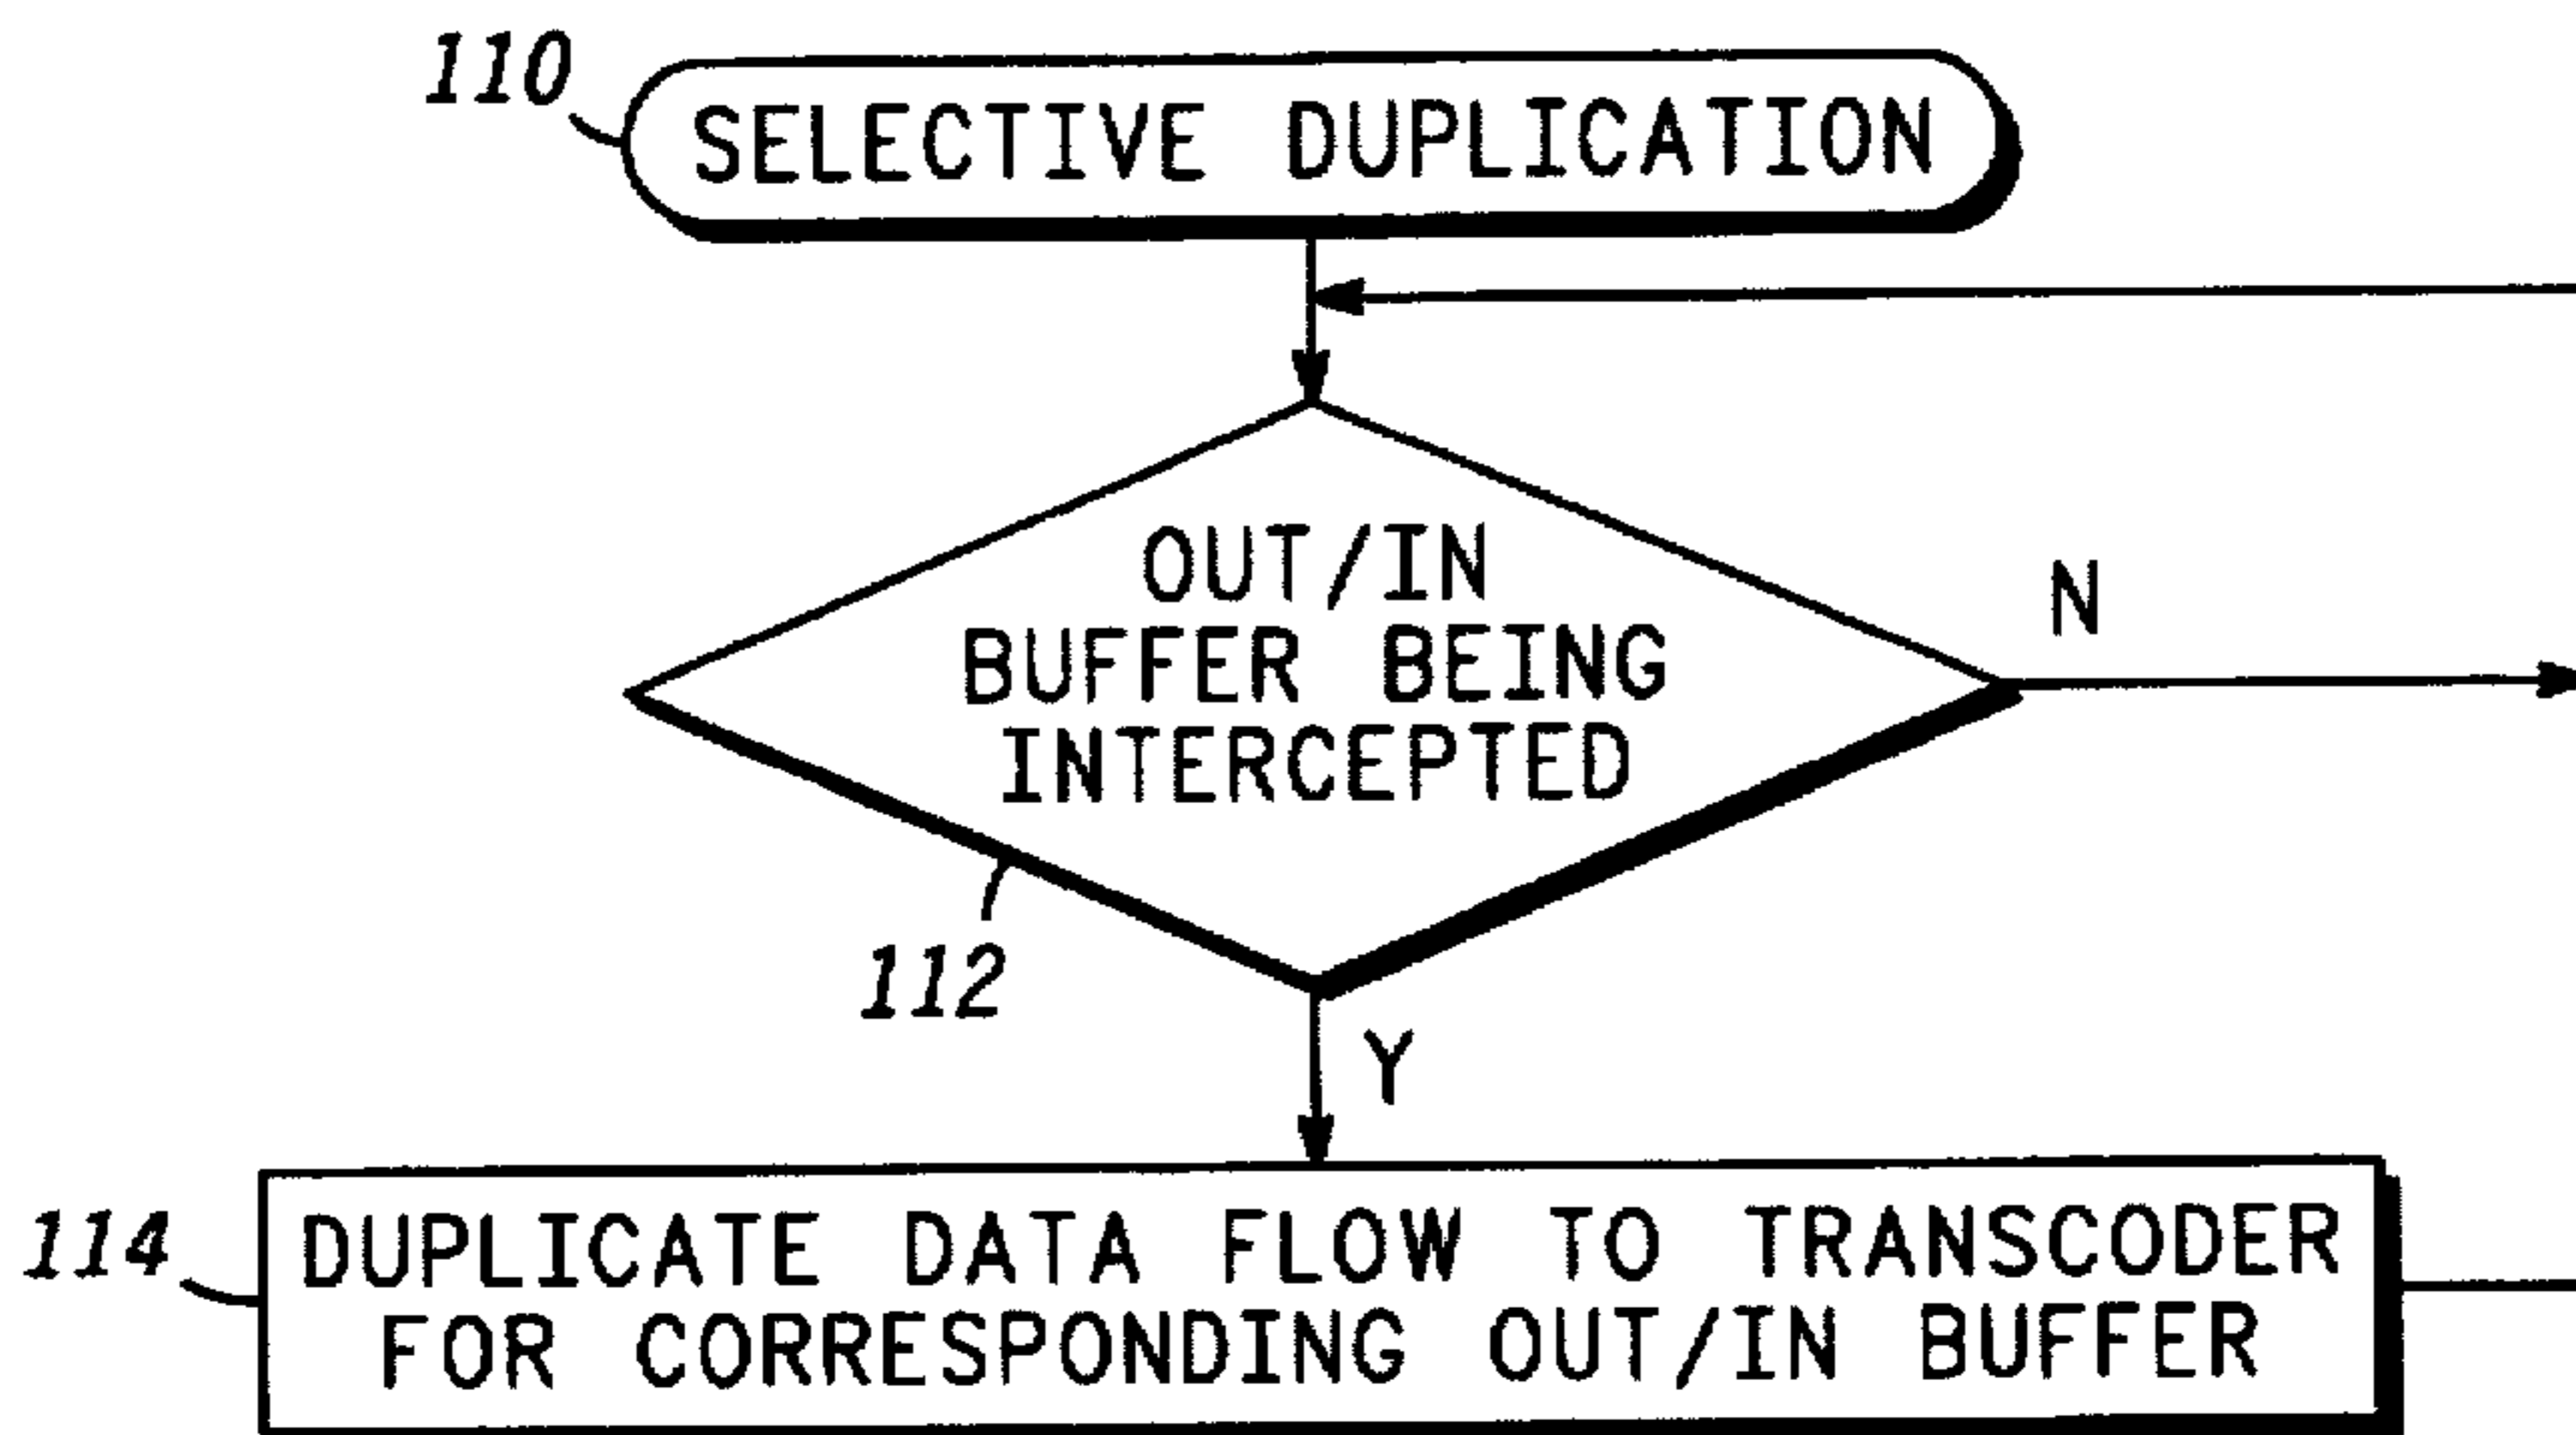 110
SELECTIVE DUPLICATION
OUT/IN
BUFFER BEING
INTERCEPTED
N
112
Y
114
DUPLICATE DATA FLOW TO TRANSCODER
FOR CORRESPONDING OUT/IN BUFFER